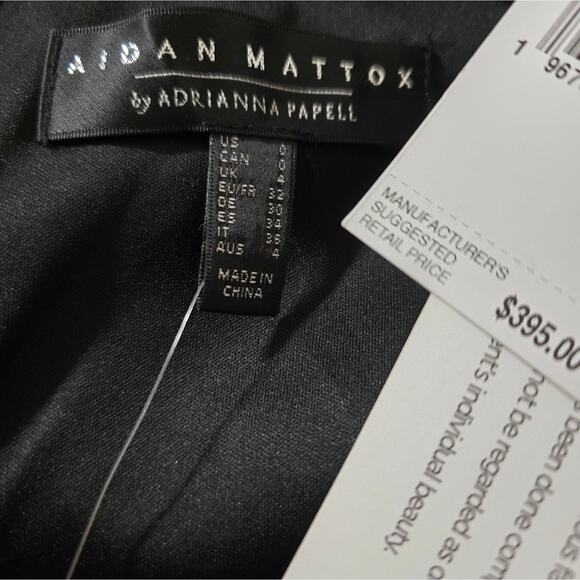 AIDAN MATTOX
by ADRIANNA PAPELL
US 0
CAN 0
UK 4
EU/FR 32
DE 30
ES 34
IT 36
AUS 4
MADE IN
CHINA
1 967
MANUFACTURER'S
SUGGESTED
RETAIL PRICE
$395.00
been done
not be regarded as
individual beauty.